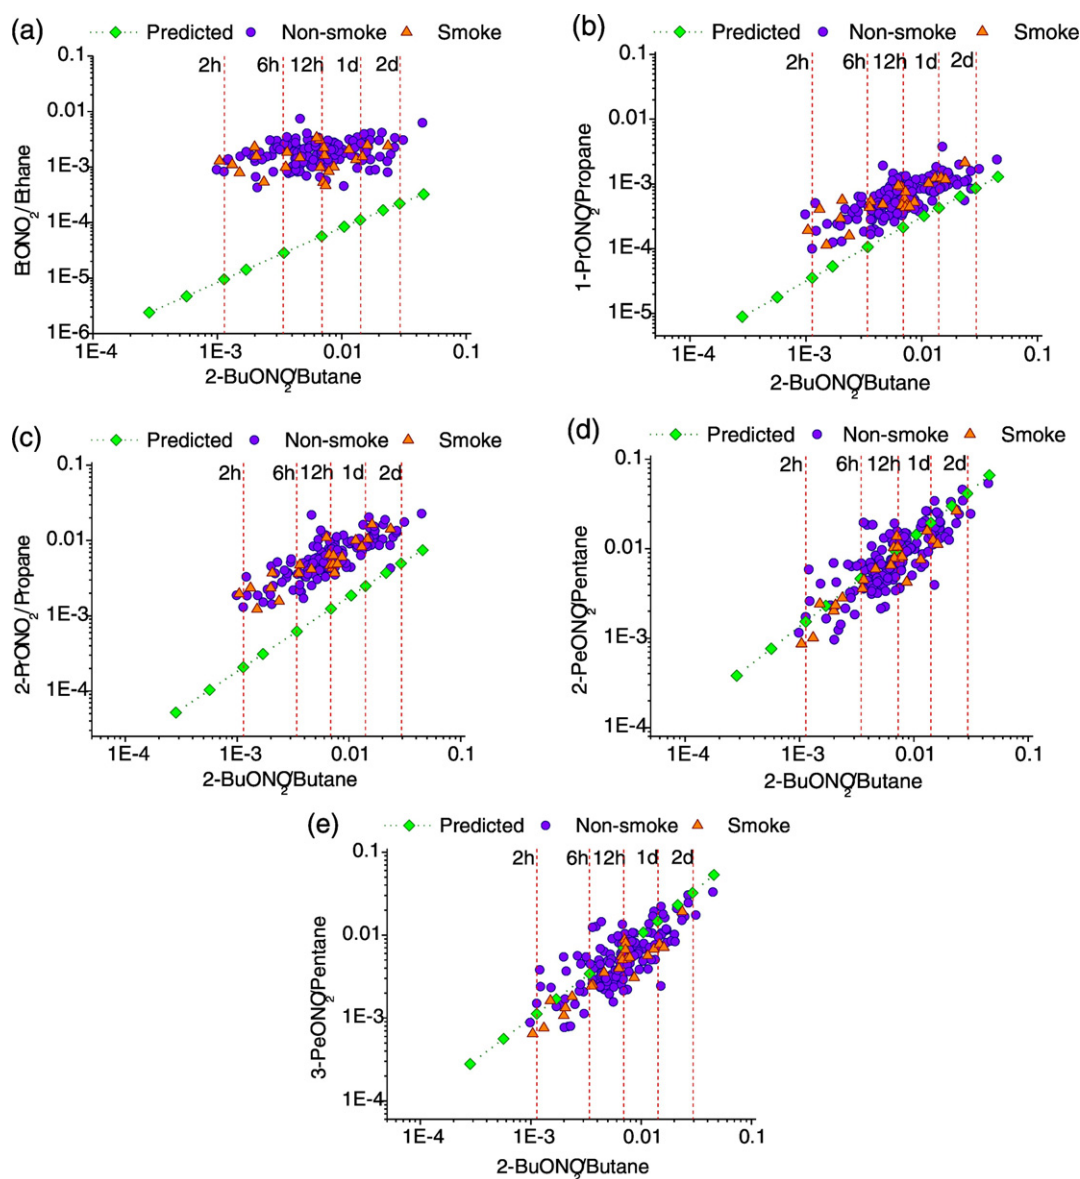 (a) Predicted Non-smoke Smoke
0.1
2h 6h 12h 1d 2d
0.01
1E-3
1E-4
1E-5
1E-6
EtONO2/Ethane
1E-4 1E-3 0.01 0.1
2-BuONO2/Butane
(b) Predicted Non-smoke Smoke
0.1
2h 6h 12h 1d 2d
0.01
1E-3
1E-4
1E-5
1-PrONO2/Propane
1E-4 1E-3 0.01 0.1
2-BuONO2/Butane
(c) Predicted Non-smoke Smoke
0.1
2h 6h 12h 1d 2d
0.01
1E-3
1E-4
2-PrONO2/Propane
1E-4 1E-3 0.01 0.1
2-BuONO2/Butane
(d) Predicted Non-smoke Smoke
0.1
2h 6h 12h 1d 2d
0.01
1E-3
1E-4
2-PeONO2/Pentane
1E-4 1E-3 0.01 0.1
2-BuONO2/Butane
(e) Predicted Non-smoke Smoke
0.1
2h 6h 12h 1d 2d
0.01
1E-3
1E-4
3-PeONO2/Pentane
1E-4 1E-3 0.01 0.1
2-BuONO2/Butane